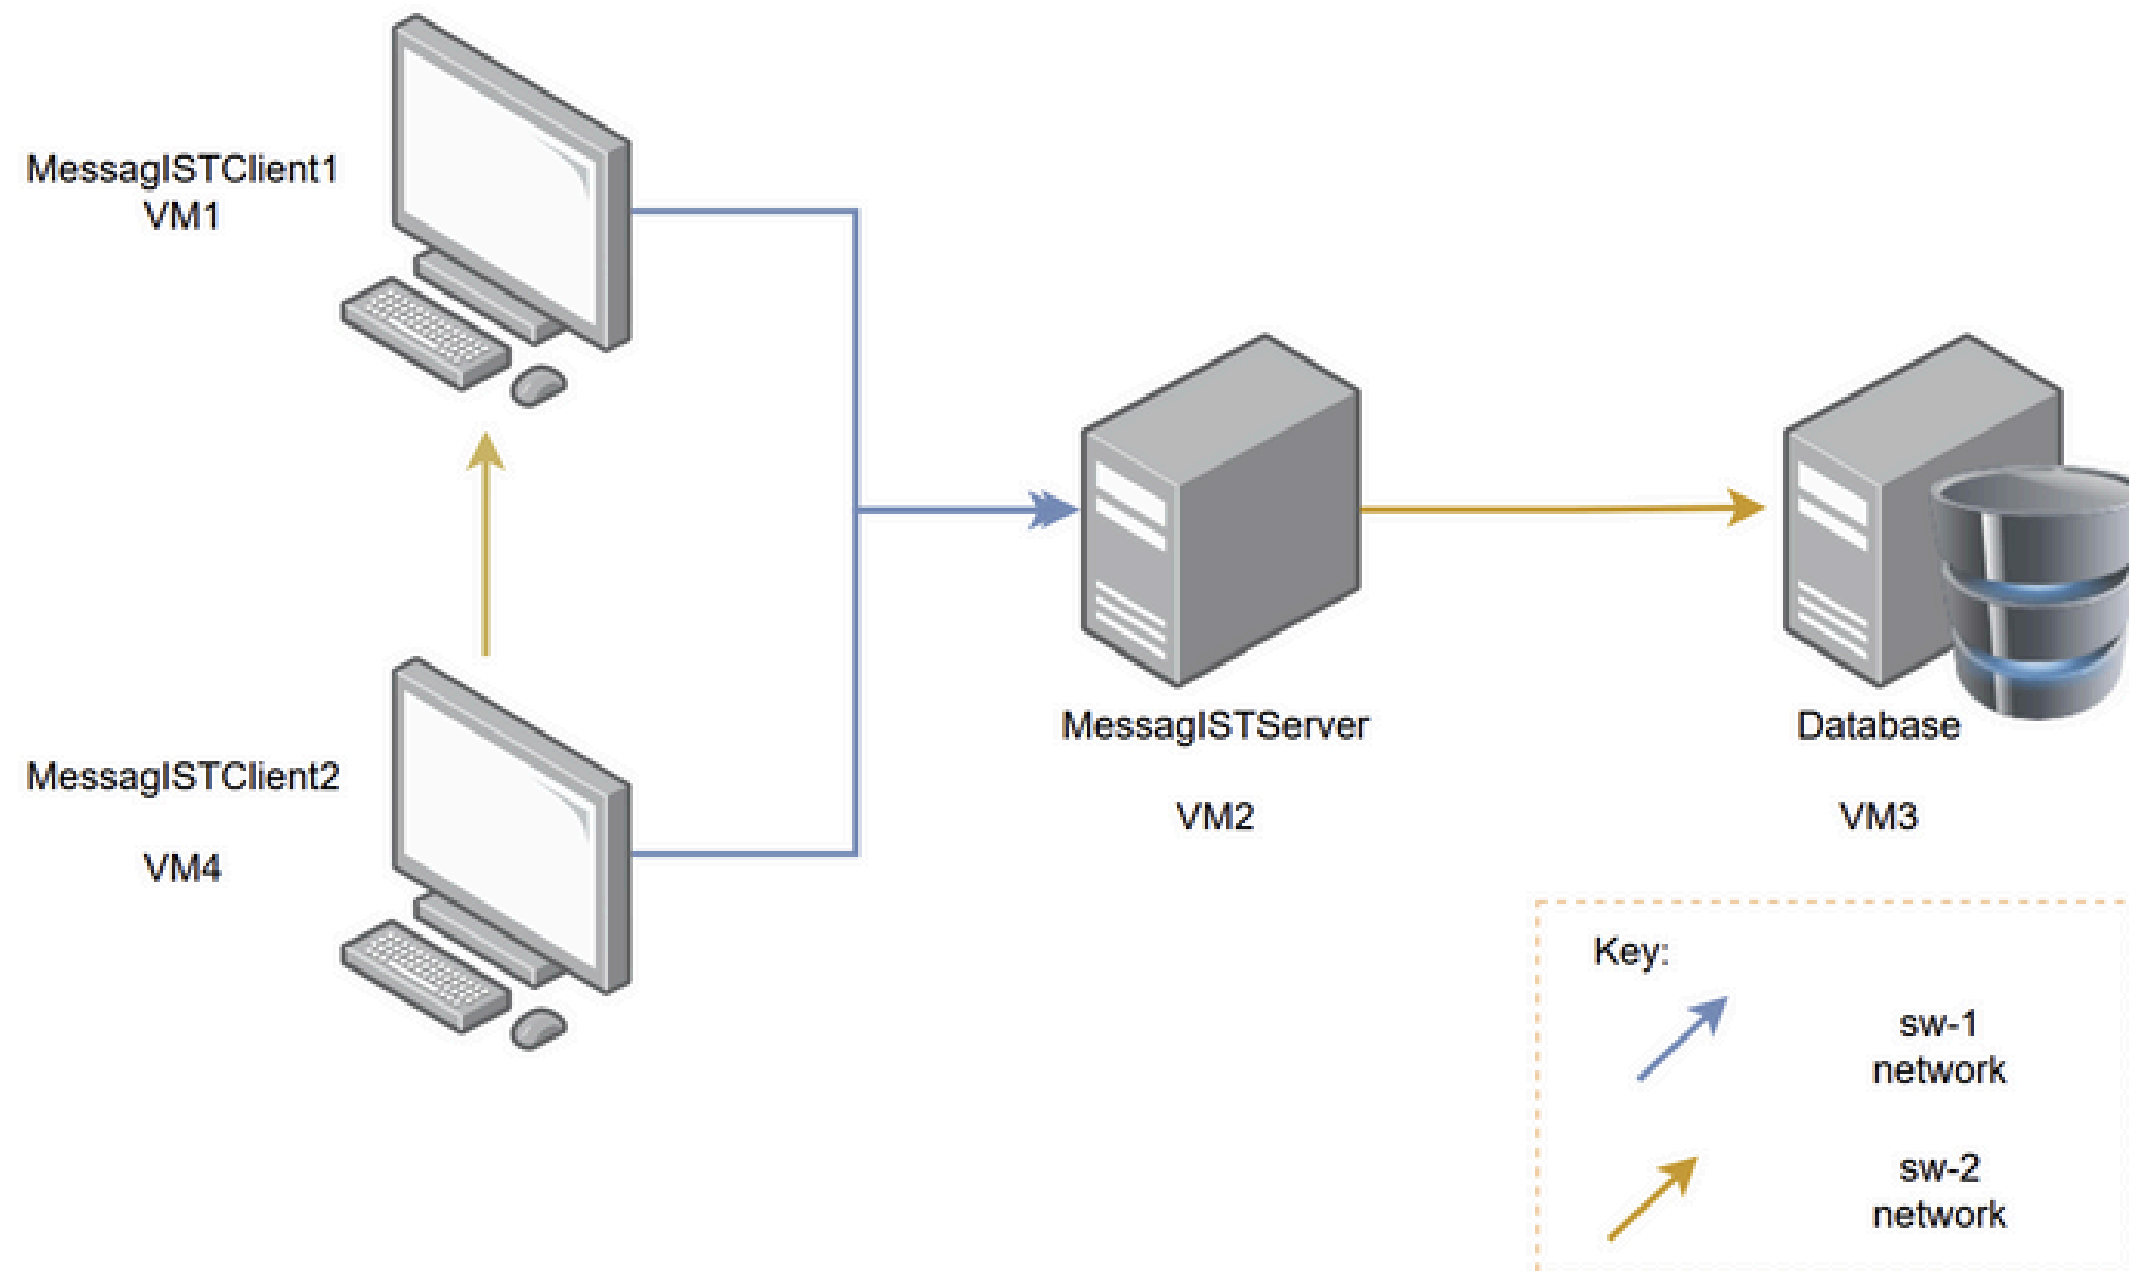 MessagISTClient1
VM1
MessagISTClient2
VM4
MessagISTServer
VM2
Database
VM3
Key:
sw-1
network
sw-2
network